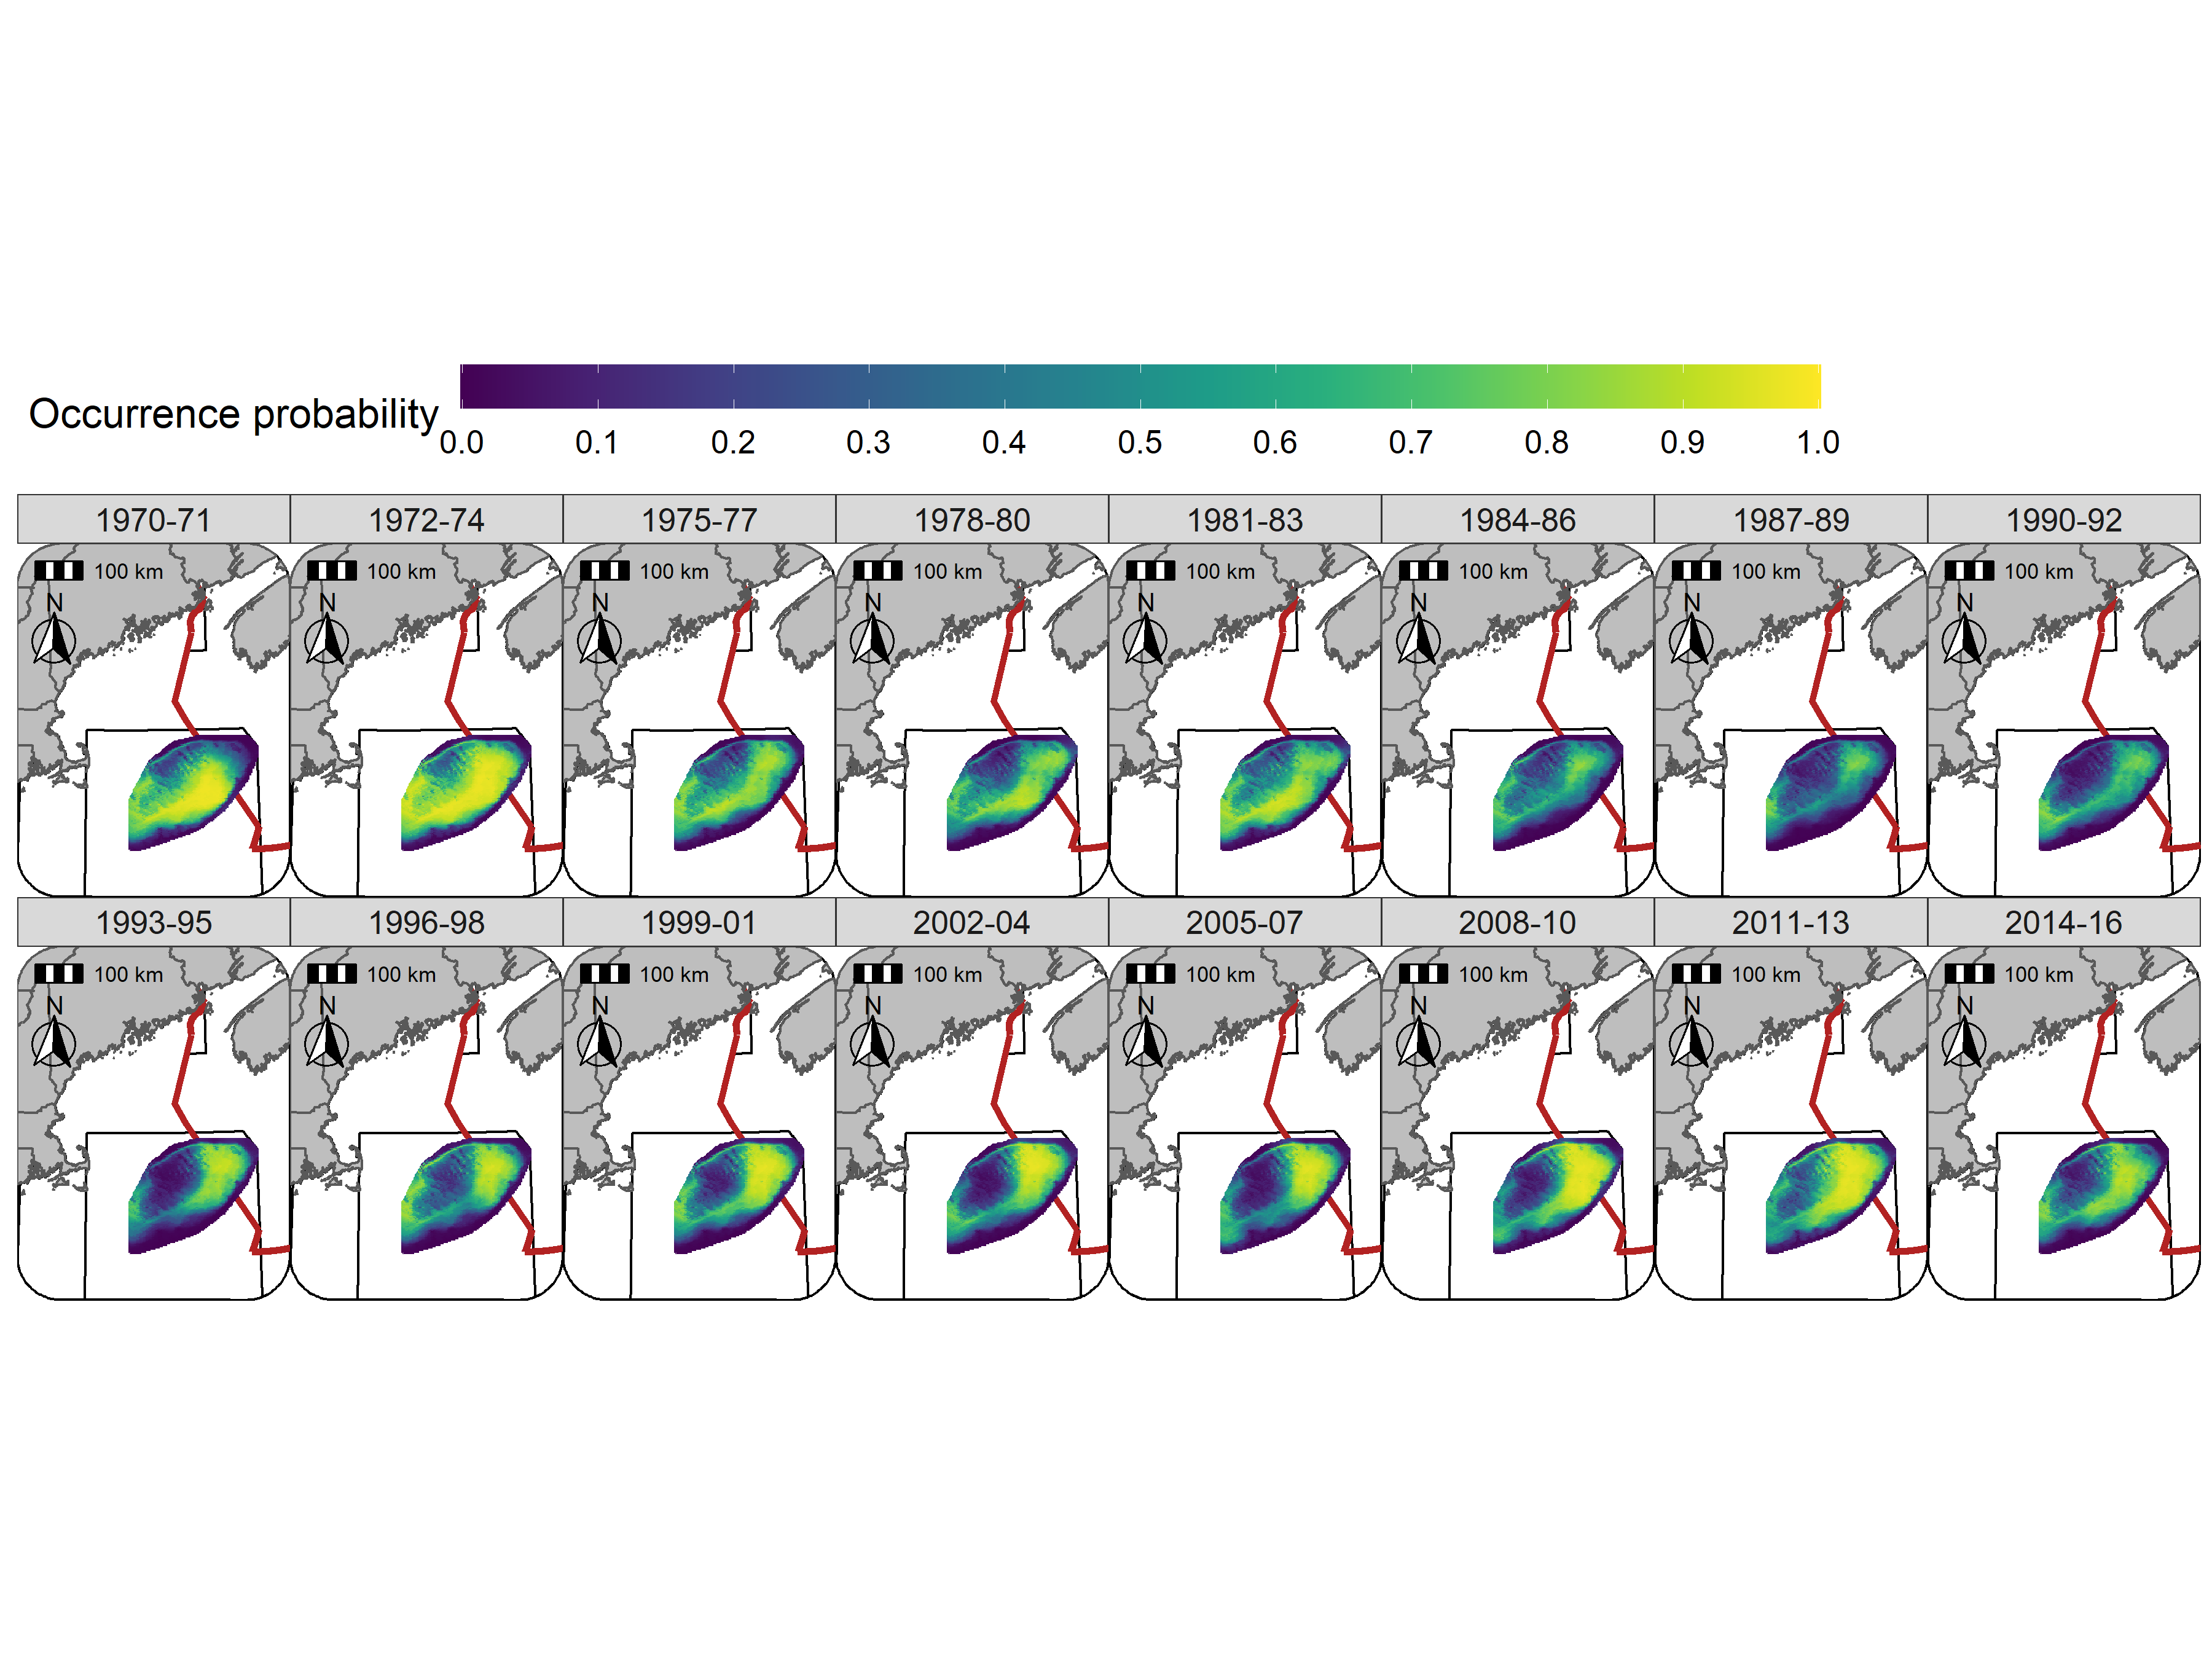 Occurrence probability
0.0 0.1 0.2 0.3 0.4 0.5 0.6 0.7 0.8 0.9 1.0
1970-71 1972-74 1975-77 1978-80 1981-83 1984-86 1987-89 1990-92
100 km 100 km 100 km 100 km 100 km 100 km 100 km 100 km
N N N N N N N N
1993-95 1996-98 1999-01 2002-04 2005-07 2008-10 2011-13 2014-16
100 km 100 km 100 km 100 km 100 km 100 km 100 km 100 km
N N N N N N N N